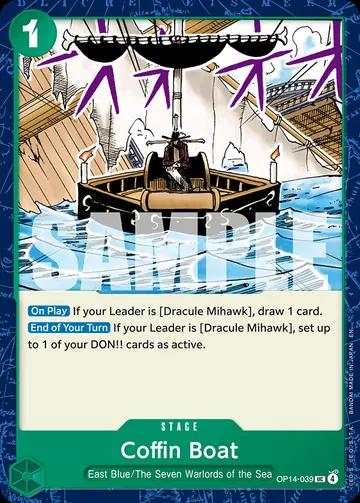 1
SAMPLE
On Play If your Leader is [Dracule Mihawk], draw 1 card.
End of Your Turn If your Leader is [Dracule Mihawk], set up
to 1 of your DON!! cards as active.
STAGE
Coffin Boat
East Blue/The Seven Warlords of the Sea
OP14-039 UC 4